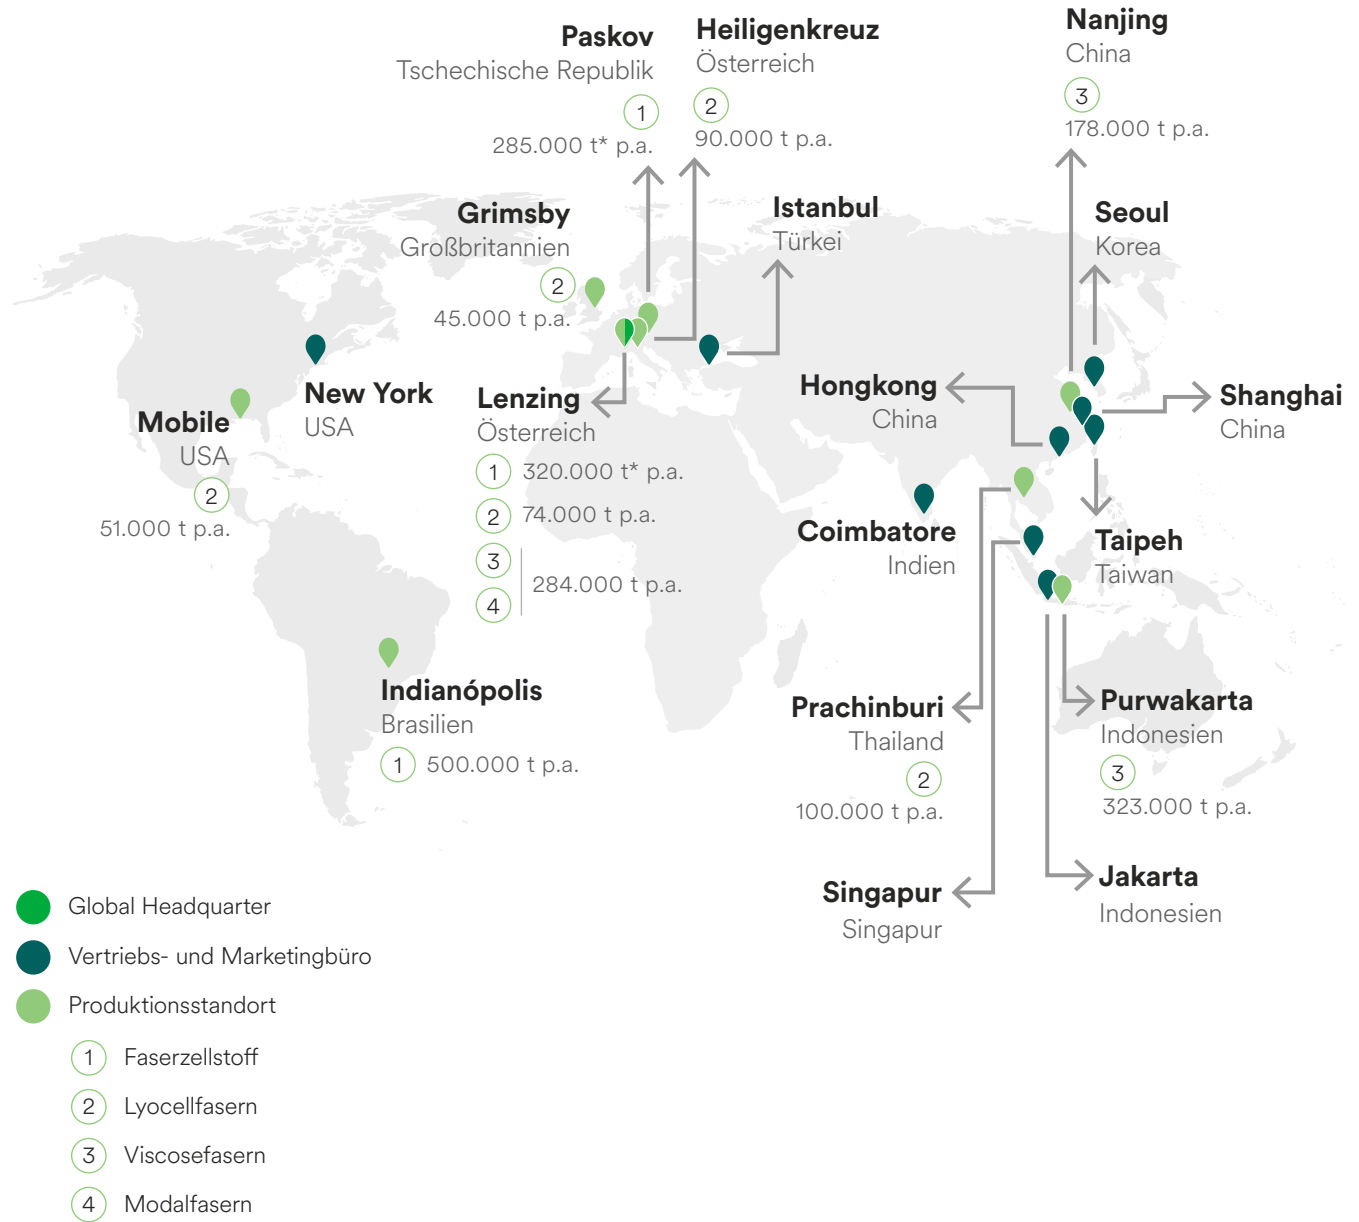 Paskov
Tschechische Republik
1
285.000 t* p.a.
Heiligenkreuz
Österreich
2
90.000 t p.a.
Nanjing
China
3
178.000 t p.a.
Grimsby
Großbritannien
2
45.000 t p.a.
Istanbul
Türkei
Seoul
Korea
New York
USA
Mobile
USA
2
51.000 t p.a.
Lenzing
Österreich
1 320.000 t* p.a.
2 74.000 t p.a.
3
284.000 t p.a.
4
Hongkong
China
Shanghai
China
Coimbatore
Indien
Taipeh
Taiwan
Indianópolis
Brasilien
1 500.000 t p.a.
Prachinburi
Thailand
2
100.000 t p.a.
Purwakarta
Indonesien
3
323.000 t p.a.
Singapur
Singapur
Jakarta
Indonesien
Global Headquarter
Vertriebs- und Marketingbüro
Produktionsstandort
1 Faserzellstoff
2 Lyocellfasern
3 Viscosefasern
4 Modalfasern